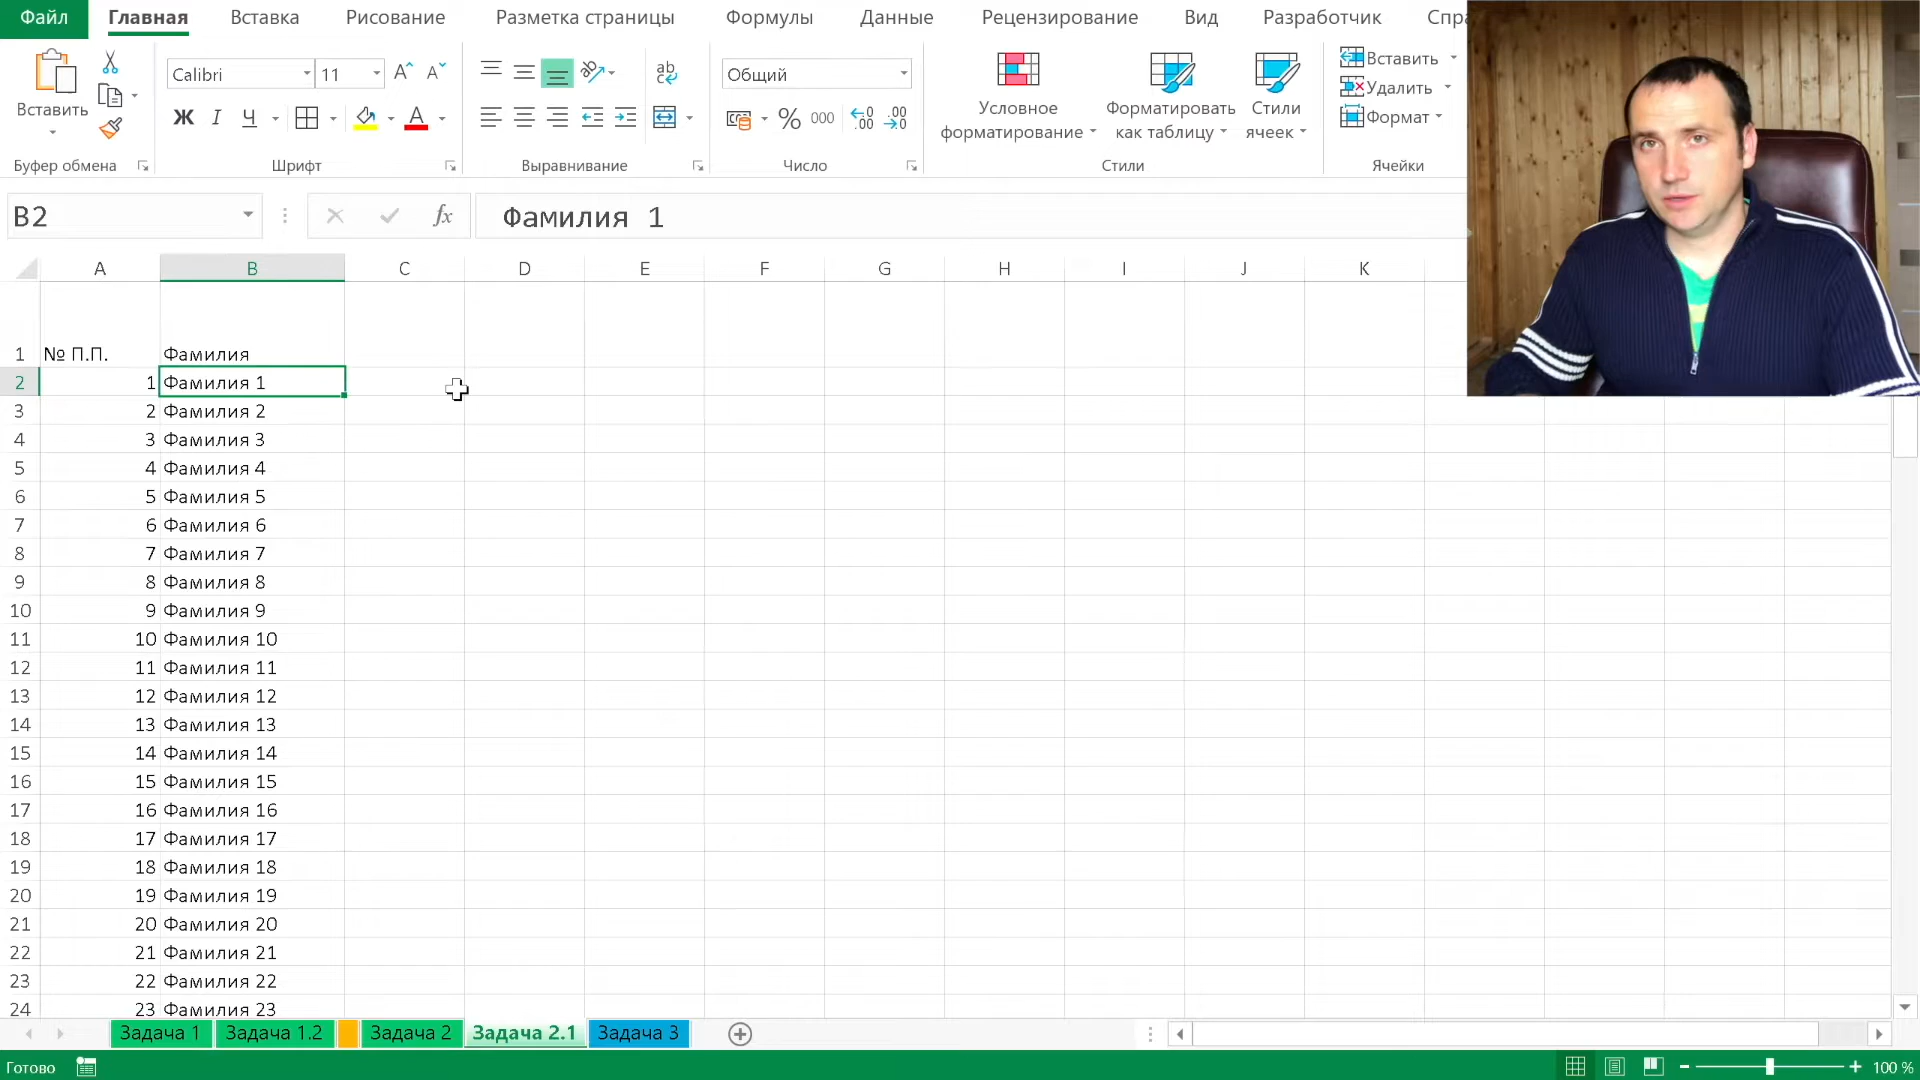 Файл Главная Вставка Рисование Разметка страницы Формулы Данные Рецензирование Вид Разработчик Спр
Вставить
Calibri 11
Ж К Ч
ab
Общий
% 000
Условное форматирование
Форматировать как таблицу
Стили ячеек
Вставить
Удалить
Формат
Буфер обмена Шрифт Выравнивание Число Стили Ячейки
B2 fx Фамилия 1
A B C D E F G H I J K
1 № П.П. Фамилия
2 1 Фамилия 1
3 2 Фамилия 2
4 3 Фамилия 3
5 4 Фамилия 4
6 5 Фамилия 5
7 6 Фамилия 6
8 7 Фамилия 7
9 8 Фамилия 8
10 9 Фамилия 9
11 10 Фамилия 10
12 11 Фамилия 11
13 12 Фамилия 12
14 13 Фамилия 13
15 14 Фамилия 14
16 15 Фамилия 15
17 16 Фамилия 16
18 17 Фамилия 17
19 18 Фамилия 18
20 19 Фамилия 19
21 20 Фамилия 20
22 21 Фамилия 21
23 22 Фамилия 22
24 23 Фамилия 23
Задача 1 Задача 1.2 Задача 2 Задача 2.1 Задача 3
Готово 100 %